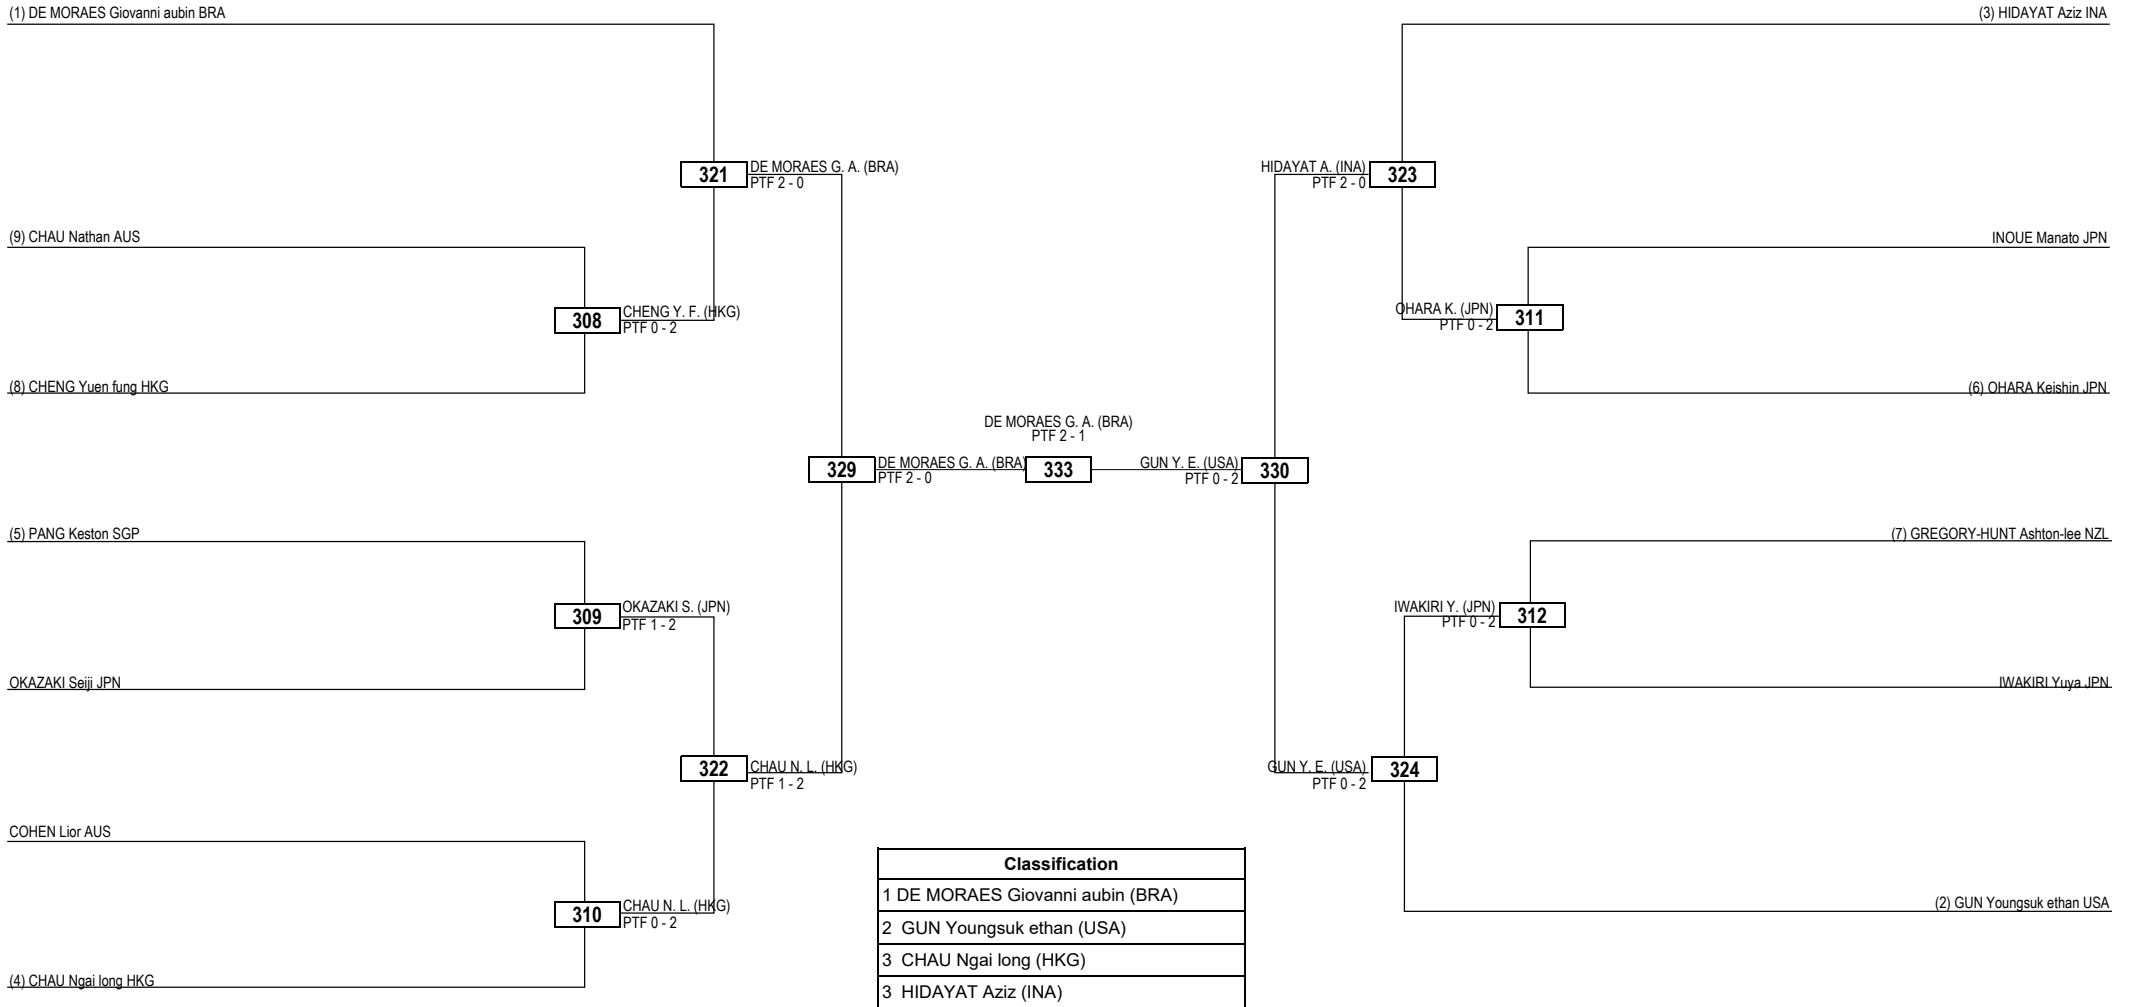 (1) DE MORAES Giovanni aubin BRA
(3) HIDAYAT Aziz INA
321
DE MORAES G. A. (BRA)
PTF 2 - 0
HIDAYAT A. (INA)
PTF 2 - 0
323
(9) CHAU Nathan AUS
INOUE Manato JPN
308
CHENG Y. F. (HKG)
PTF 0 - 2
OHARA K. (JPN)
PTF 0 - 2
311
(8) CHENG Yuen fung HKG
(6) OHARA Keishin JPN
DE MORAES G. A. (BRA)
PTF 2 - 1
329
DE MORAES G. A. (BRA)
PTF 2 - 0
333
GUN Y. E. (USA)
PTF 0 - 2
330
(5) PANG Keston SGP
(7) GREGORY-HUNT Ashton-lee NZL
309
OKAZAKI S. (JPN)
PTF 1 - 2
IWAKIRI Y. (JPN)
PTF 0 - 2
312
OKAZAKI Seiji JPN
IWAKIRI Yuya JPN
322
CHAU N. L. (HKG)
PTF 1 - 2
GUN Y. E. (USA)
PTF 0 - 2
324
COHEN Lior AUS
310
CHAU N. L. (HKG)
PTF 0 - 2
(2) GUN Youngsuk ethan USA
(4) CHAU Ngai long HKG
Classification
1 DE MORAES Giovanni aubin (BRA)
2 GUN Youngsuk ethan (USA)
3 CHAU Ngai long (HKG)
3 HIDAYAT Aziz (INA)